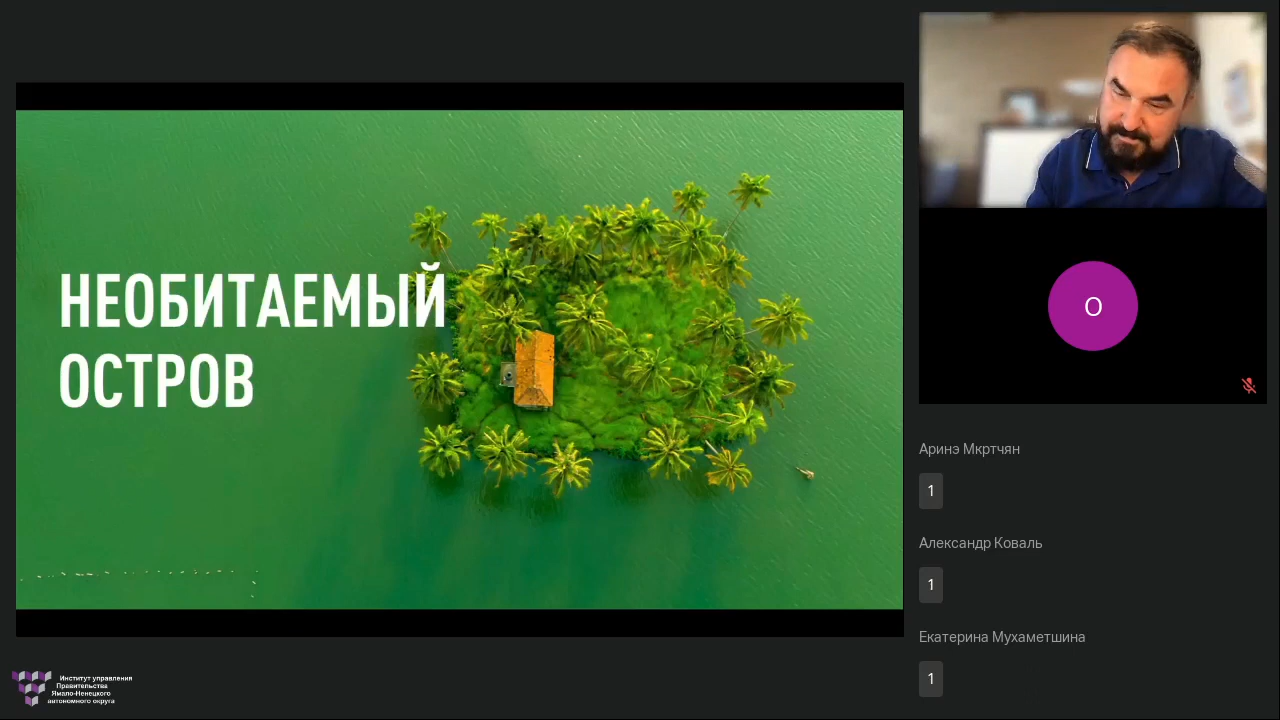 НЕОБИТАЕМЫЙ
ОСТРОВ
О
Аринэ Мкртчян
1
Александр Коваль
1
Екатерина Мухаметшина
1
Институт управления
Правительства
Ямало-Ненецкого
автономного округа